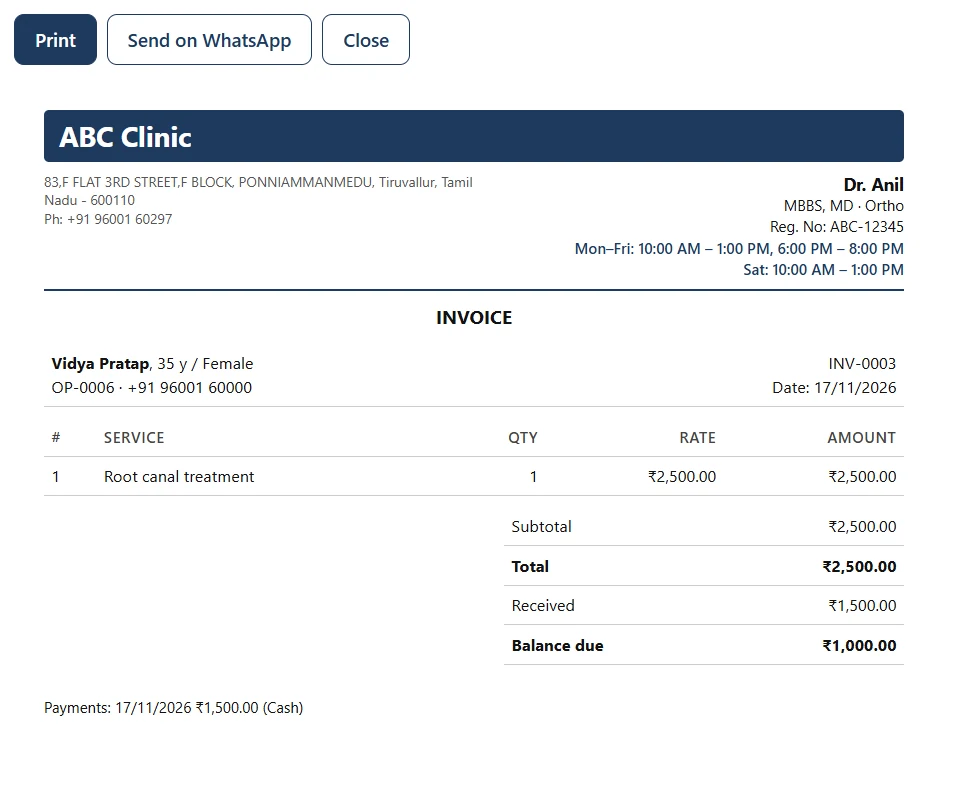 Print
Send on WhatsApp
Close
ABC Clinic
83,F FLAT 3RD STREET,F BLOCK, PONNIAMMANMEDU, Tiruvallur, Tamil
Nadu - 600110
Ph: +91 96001 60297
Dr. Anil
MBBS, MD · Ortho
Reg. No: ABC-12345
Mon–Fri: 10:00 AM – 1:00 PM, 6:00 PM – 8:00 PM
Sat: 10:00 AM – 1:00 PM
INVOICE
Vidya Pratap, 35 y / Female
OP-0006 · +91 96001 60000
INV-0003
Date: 17/11/2026
# SERVICE QTY RATE AMOUNT
1 Root canal treatment 1 ₹2,500.00 ₹2,500.00
Subtotal ₹2,500.00
Total ₹2,500.00
Received ₹1,500.00
Balance due ₹1,000.00
Payments: 17/11/2026 ₹1,500.00 (Cash)